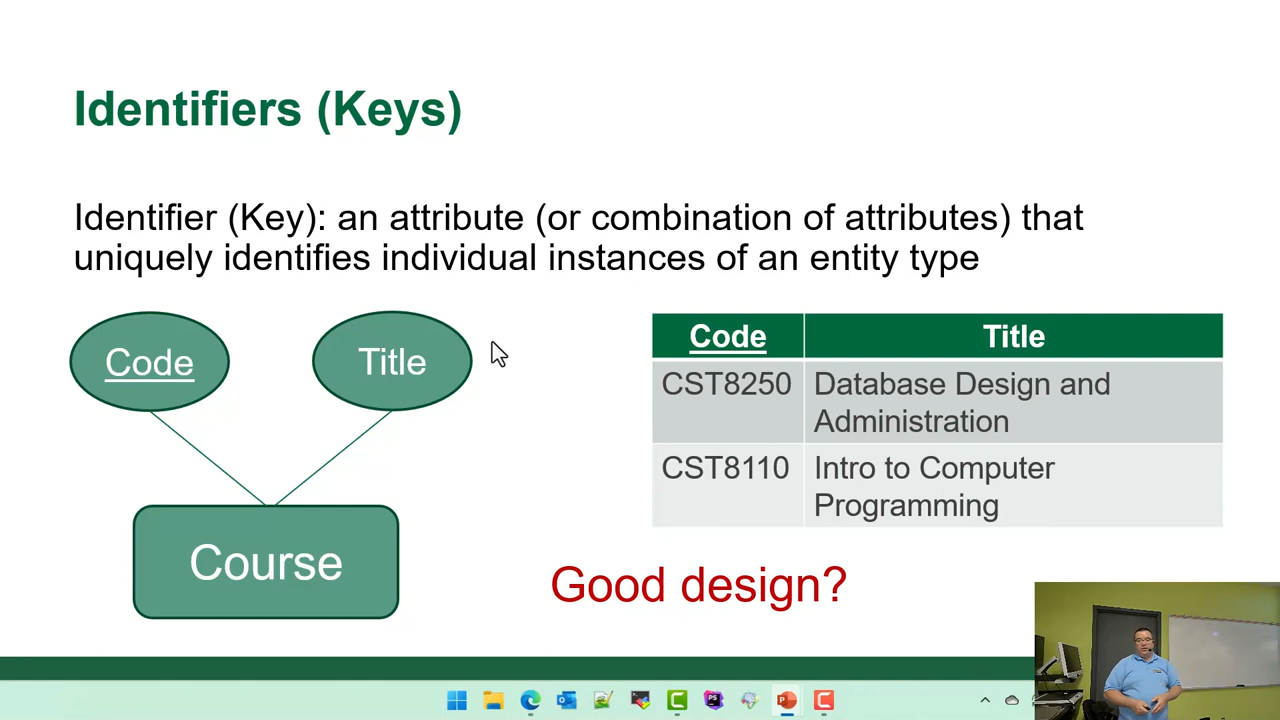 Identifiers (Keys)
Identifier (Key): an attribute (or combination of attributes) that
uniquely identifies individual instances of an entity type
Code
Title
Course
Code Title
CST8250 Database Design and
Administration
CST8110 Intro to Computer
Programming
Good design?
PS
P